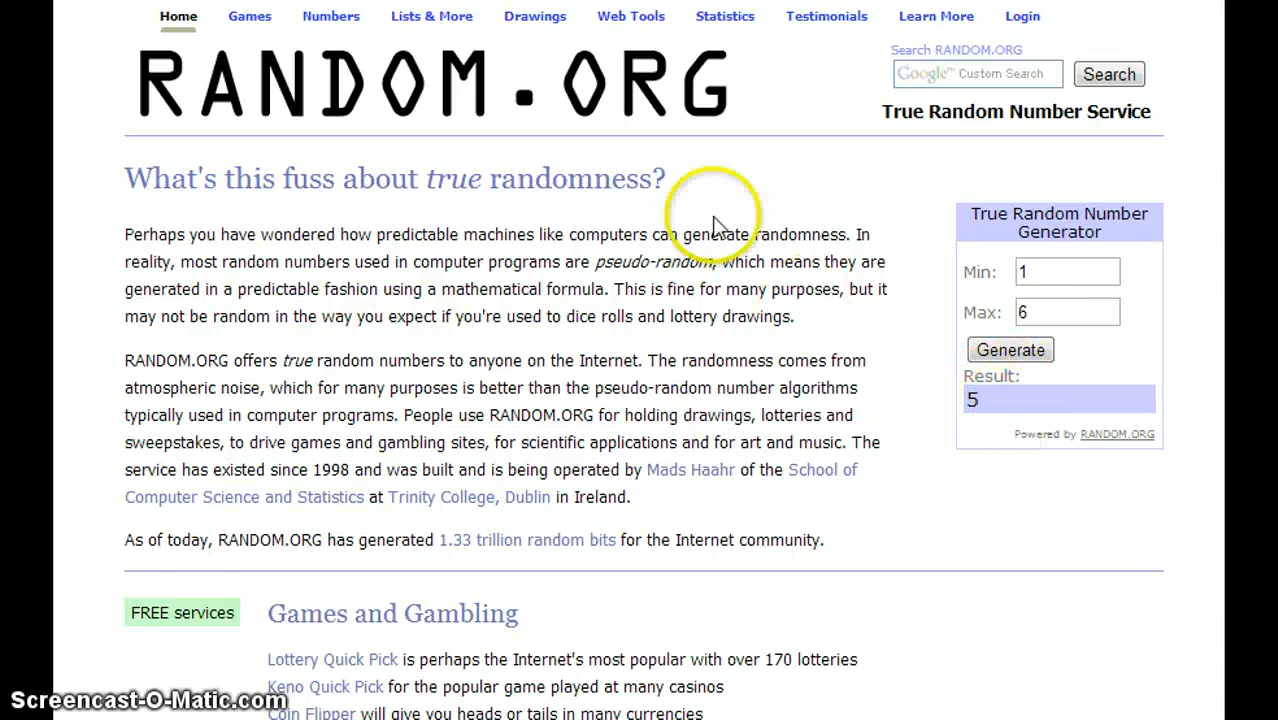 Home Games Numbers Lists & More Drawings Web Tools Statistics Testimonials Learn More Login
RANDOM.ORG
Search RANDOM.ORG
Google™ Custom Search Search
True Random Number Service
What's this fuss about true randomness?
Perhaps you have wondered how predictable machines like computers can generate randomness. In
reality, most random numbers used in computer programs are pseudo-random, which means they are
generated in a predictable fashion using a mathematical formula. This is fine for many purposes, but it
may not be random in the way you expect if you're used to dice rolls and lottery drawings.
RANDOM.ORG offers true random numbers to anyone on the Internet. The randomness comes from
atmospheric noise, which for many purposes is better than the pseudo-random number algorithms
typically used in computer programs. People use RANDOM.ORG for holding drawings, lotteries and
sweepstakes, to drive games and gambling sites, for scientific applications and for art and music. The
service has existed since 1998 and was built and is being operated by Mads Haahr of the School of
Computer Science and Statistics at Trinity College, Dublin in Ireland.
As of today, RANDOM.ORG has generated 1.33 trillion random bits for the Internet community.
True Random Number
Generator
Min: 1
Max: 6
Generate
Result:
5
Powered by RANDOM.ORG
FREE services
Games and Gambling
Lottery Quick Pick is perhaps the Internet's most popular with over 170 lotteries
Keno Quick Pick for the popular game played at many casinos
Coin Flipper will give you heads or tails in many currencies
Screencast-O-Matic.com